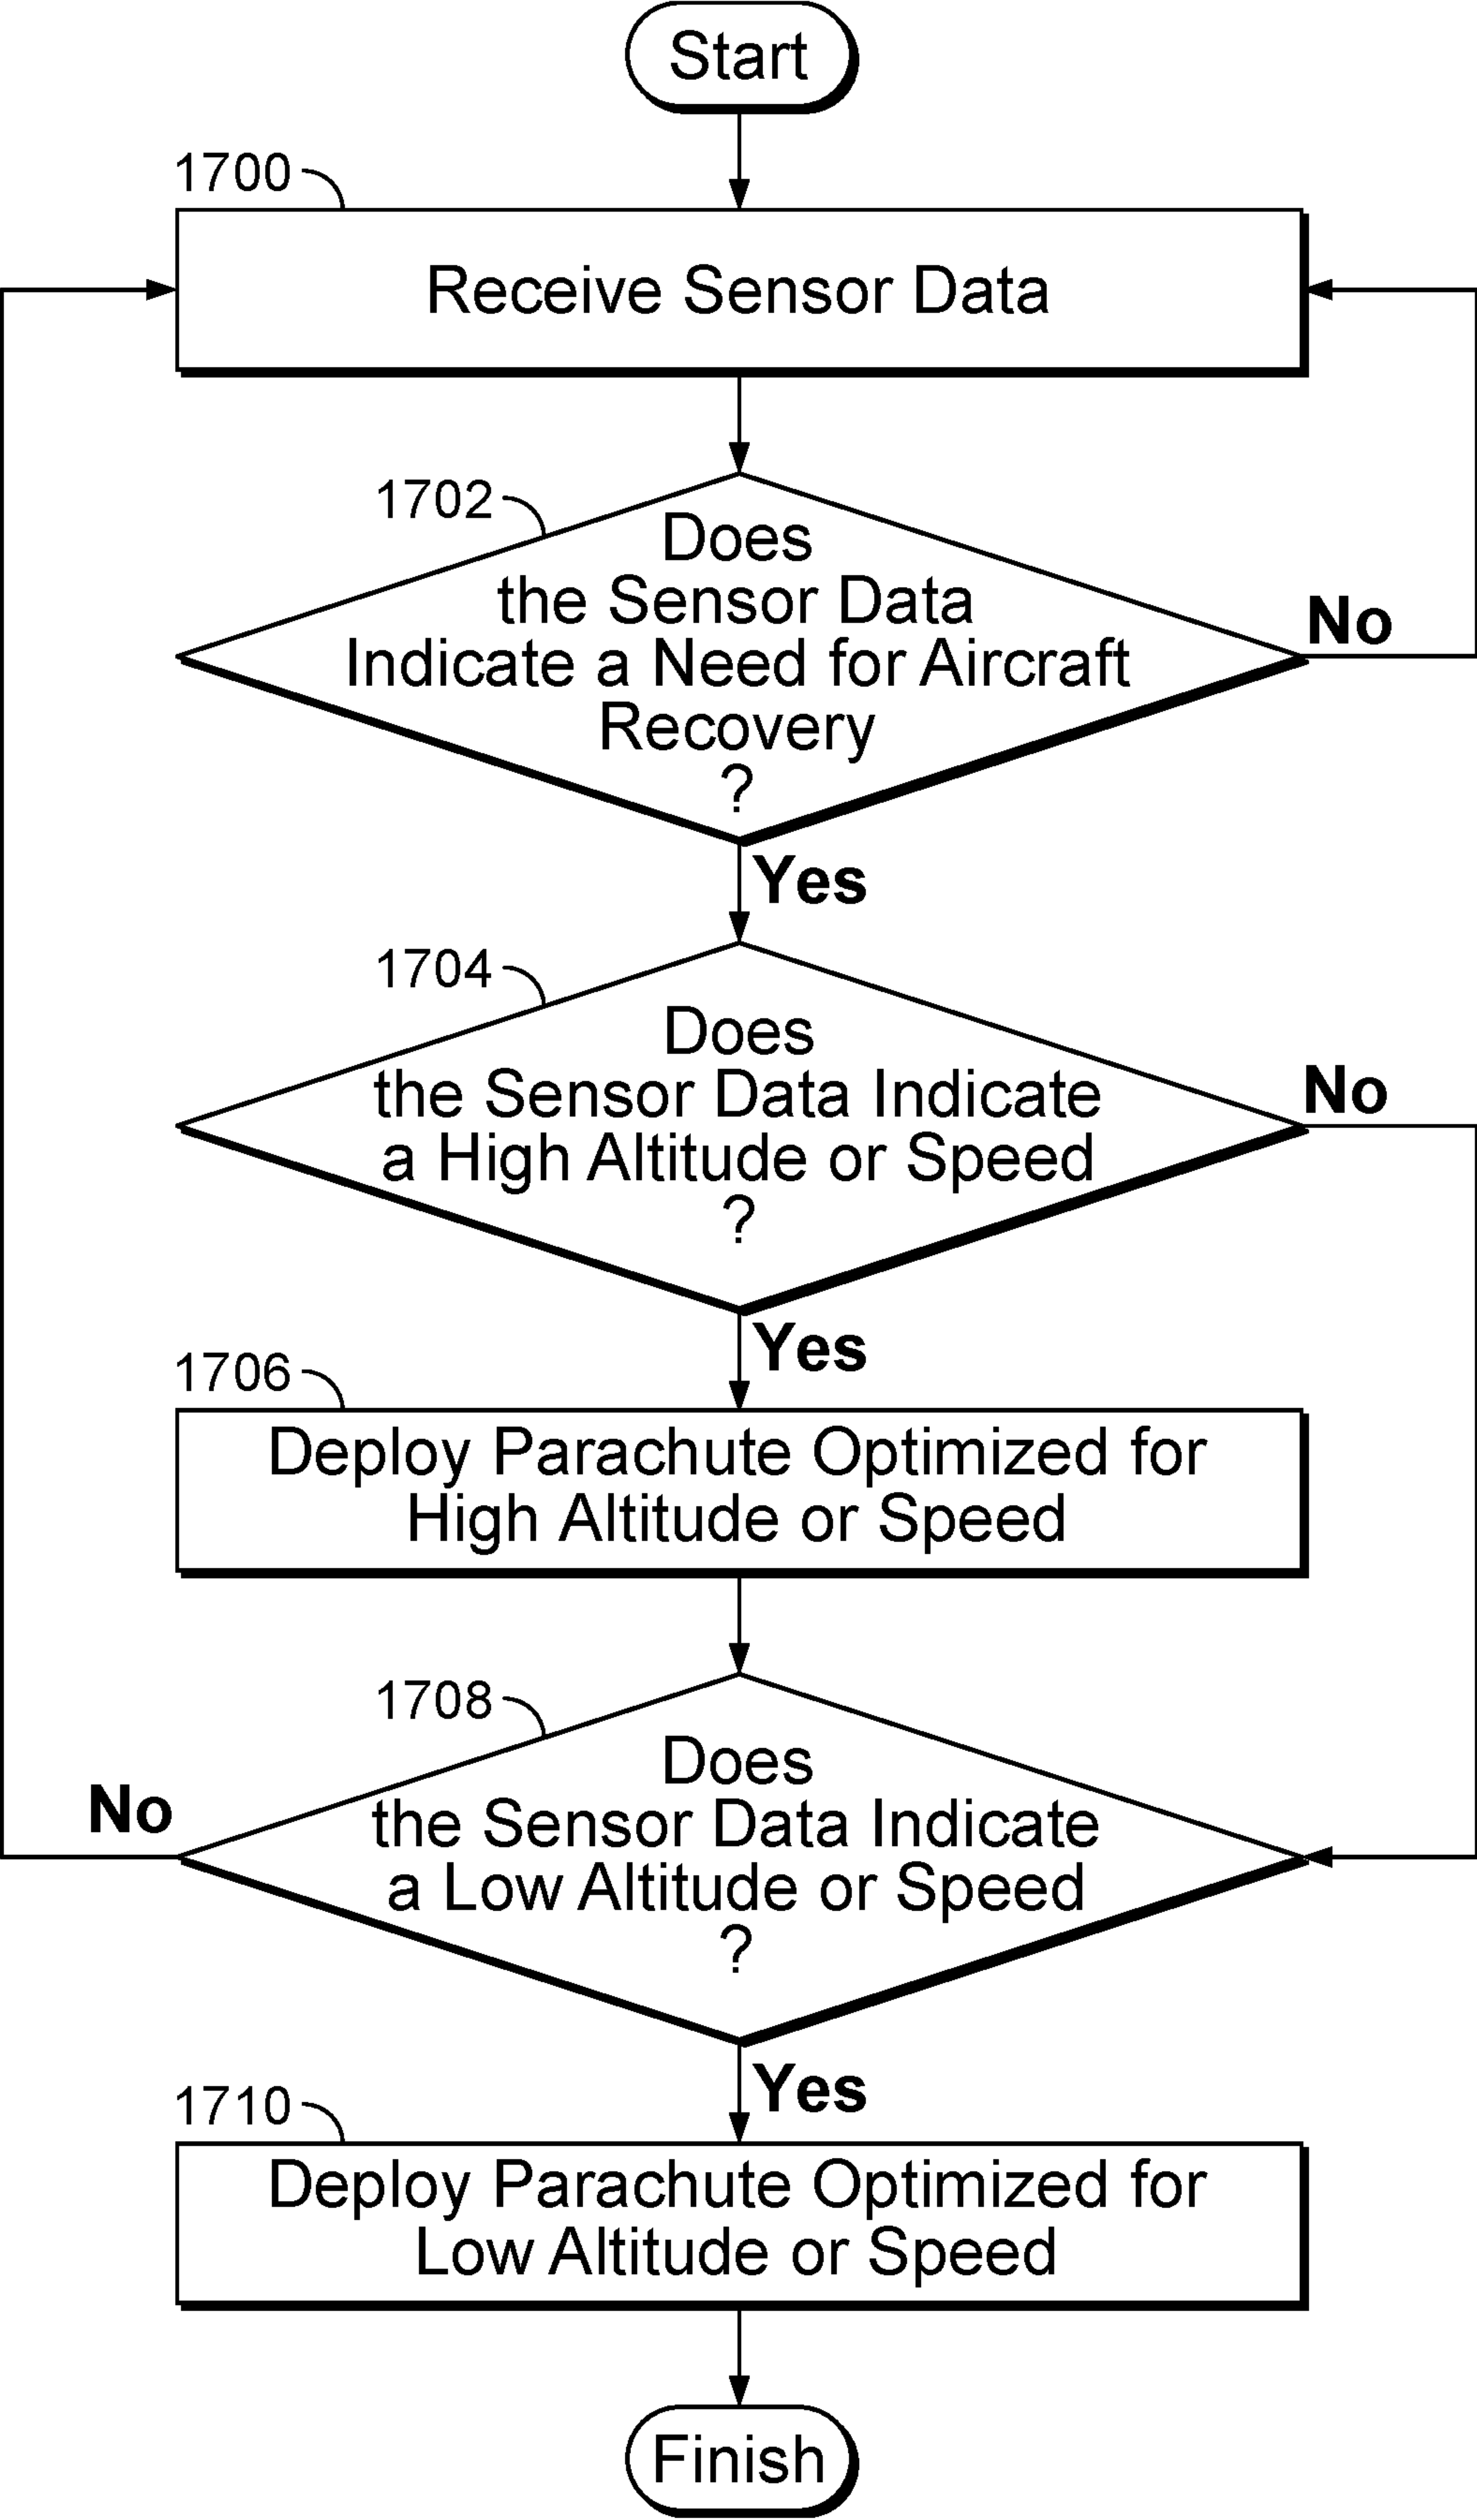 Start
1700
Receive Sensor Data
1702
Does
the Sensor Data
Indicate a Need for Aircraft
Recovery
?
No
Yes
1704
Does
the Sensor Data Indicate
a High Altitude or Speed
?
No
Yes
1706
Deploy Parachute Optimized for
High Altitude or Speed
1708
Does
the Sensor Data Indicate
a Low Altitude or Speed
?
No
Yes
1710
Deploy Parachute Optimized for
Low Altitude or Speed
Finish